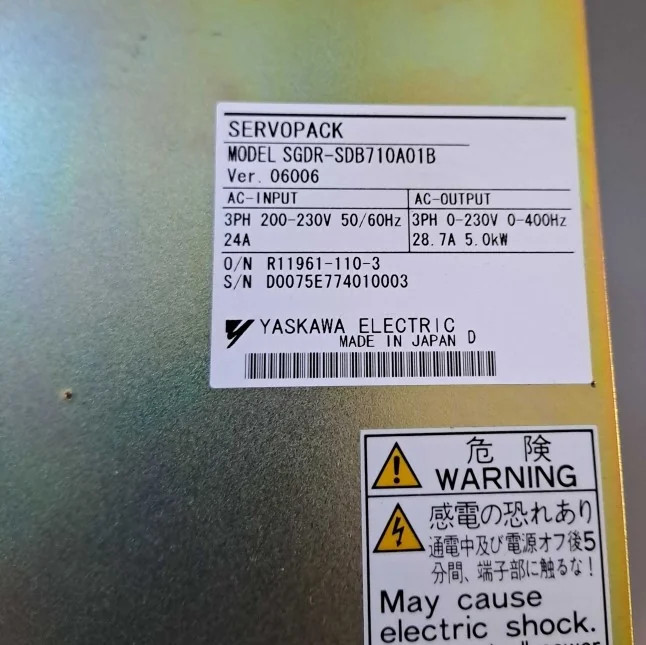 SERVOPACK
MODEL SGDR-SDB710A01B
Ver. 06006
AC-INPUT AC-OUTPUT
3PH 200-230V 50/60Hz 3PH 0-230V 0-400Hz
24A 28.7A 5.0kW
O/N R11961-110-3
S/N D0075E774010003
YASKAWA ELECTRIC
MADE IN JAPAN D
危険
WARNING
感電の恐れあり
通電中及び電源オフ後5
分間、端子部に触るな!
May cause
electric shock.